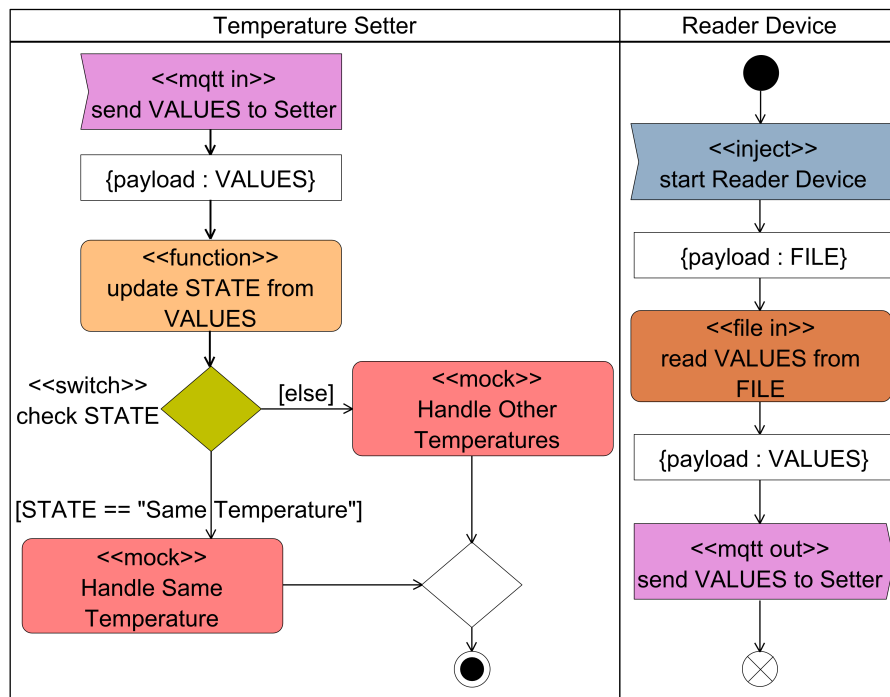 Temperature Setter
<<mqtt in>>
send VALUES to Setter
{payload : VALUES}
<<function>>
update STATE from
VALUES
<<switch>>
check STATE
[else]
<<mock>>
Handle Other
Temperatures
[STATE == "Same Temperature"]
<<mock>>
Handle Same
Temperature
Reader Device
<<inject>>
start Reader Device
{payload : FILE}
<<file in>>
read VALUES from
FILE
{payload : VALUES}
<<mqtt out>>
send VALUES to Setter